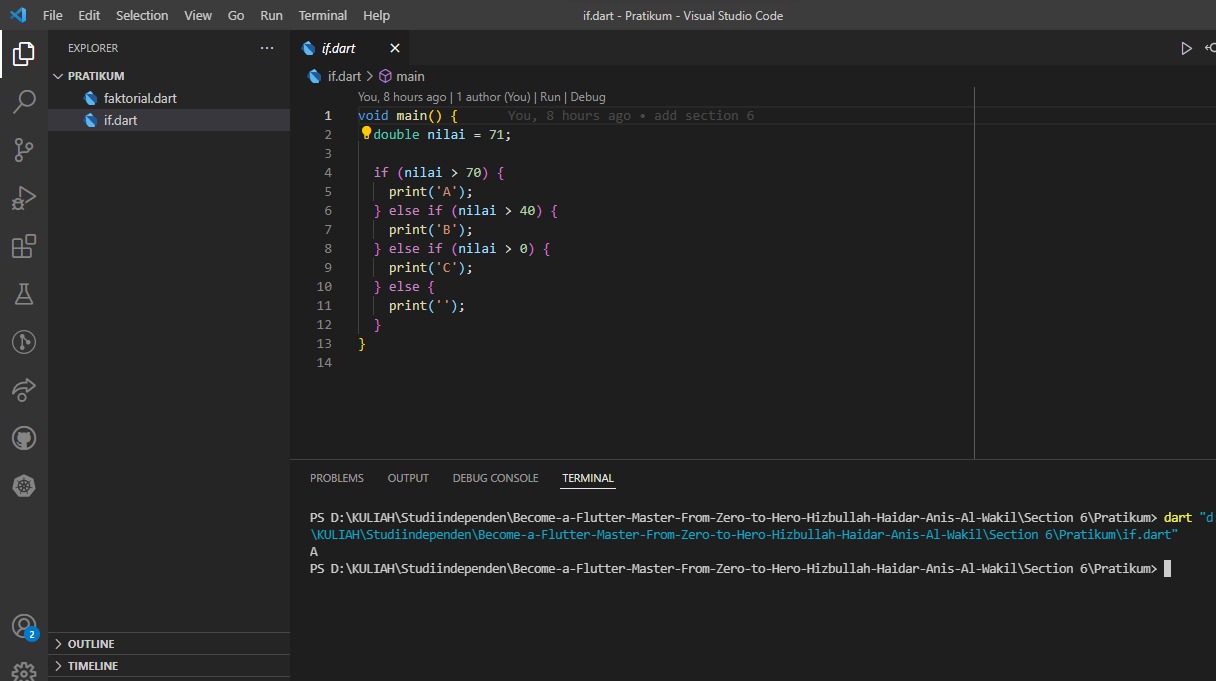 File Edit Selection View Go Run Terminal Help if.dart - Pratikum - Visual Studio Code
EXPLORER ···
PRATIKUM
faktorial.dart
if.dart
if.dart
if.dart > main
You, 8 hours ago | 1 author (You) | Run | Debug
1 void main() { You, 8 hours ago • add section 6
2 double nilai = 71;
3
4 if (nilai > 70) {
5 print('A');
6 } else if (nilai > 40) {
7 print('B');
8 } else if (nilai > 0) {
9 print('C');
10 } else {
11 print('');
12 }
13 }
14
PROBLEMS OUTPUT DEBUG CONSOLE TERMINAL
PS D:\KULIAH\Studiindependen\Become-a-Flutter-Master-From-Zero-to-Hero-Hizbullah-Haidar-Anis-Al-Wakil\Section 6\Pratikum> dart "d
\KULIAH\Studiindependen\Become-a-Flutter-Master-From-Zero-to-Hero-Hizbullah-Haidar-Anis-Al-Wakil\Section 6\Pratikum\if.dart"
A
PS D:\KULIAH\Studiindependen\Become-a-Flutter-Master-From-Zero-to-Hero-Hizbullah-Haidar-Anis-Al-Wakil\Section 6\Pratikum>
2
OUTLINE
TIMELINE